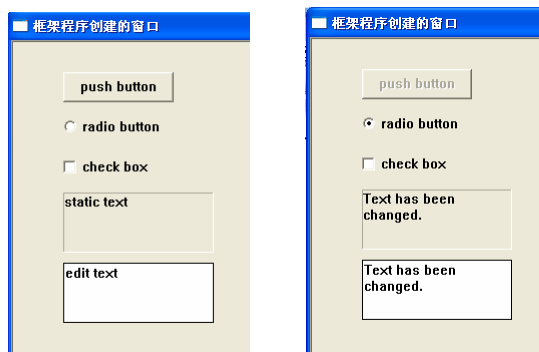 框架程序创建的窗口
push button
radio button
check box
static text
edit text
框架程序创建的窗口
push button
radio button
check box
Text has been
changed.
Text has been
changed.